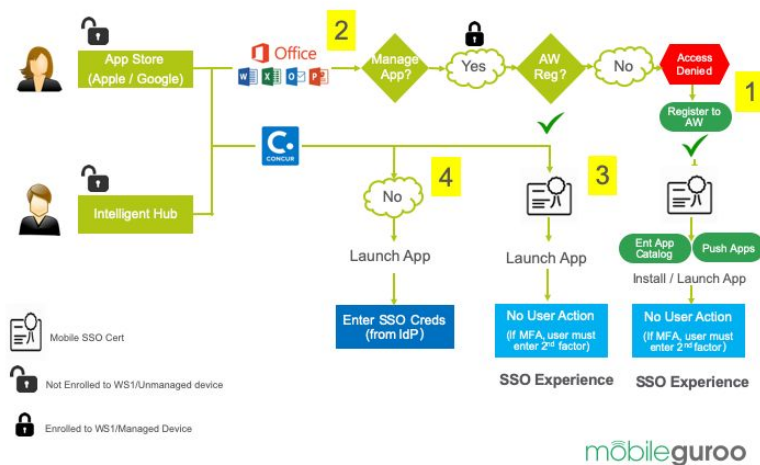 App Store
(Apple / Google)
Office
W
X
O
P
2
Manage
App?
Yes
AW
Reg?
No
Access
Denied
1
Register to
AW
C.
CONCUR
Intelligent Hub
No
4
3
Launch App
Launch App
Ent App
Catalog
Push Apps
Install / Launch App
Enter SSO Creds
(from IdP)
No User Action
(If MFA, user must
enter 2nd factor)
No User Action
(If MFA, user must
enter 2nd factor)
SSO Experience
SSO Experience
Mobile SSO Cert
Not Enrolled to WS1/Unmanaged device
Enrolled to WS1/Managed Device
mobileguroo